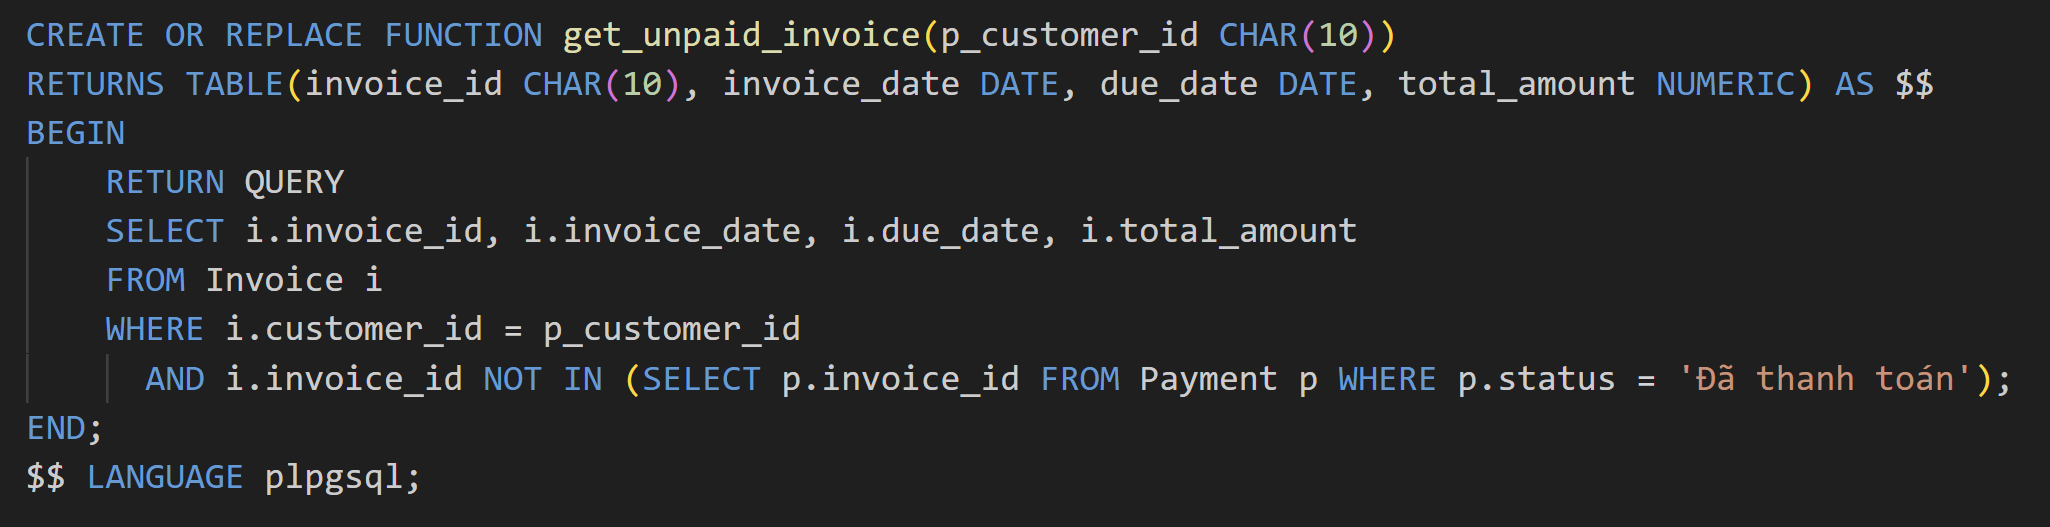 CREATE OR REPLACE FUNCTION get_unpaid_invoice(p_customer_id CHAR(10))
RETURNS TABLE(invoice_id CHAR(10), invoice_date DATE, due_date DATE, total_amount NUMERIC) AS $$
BEGIN
    RETURN QUERY
    SELECT i.invoice_id, i.invoice_date, i.due_date, i.total_amount
    FROM Invoice i
    WHERE i.customer_id = p_customer_id
      AND i.invoice_id NOT IN (SELECT p.invoice_id FROM Payment p WHERE p.status = 'Đã thanh toán');
END;
$$ LANGUAGE plpgsql;